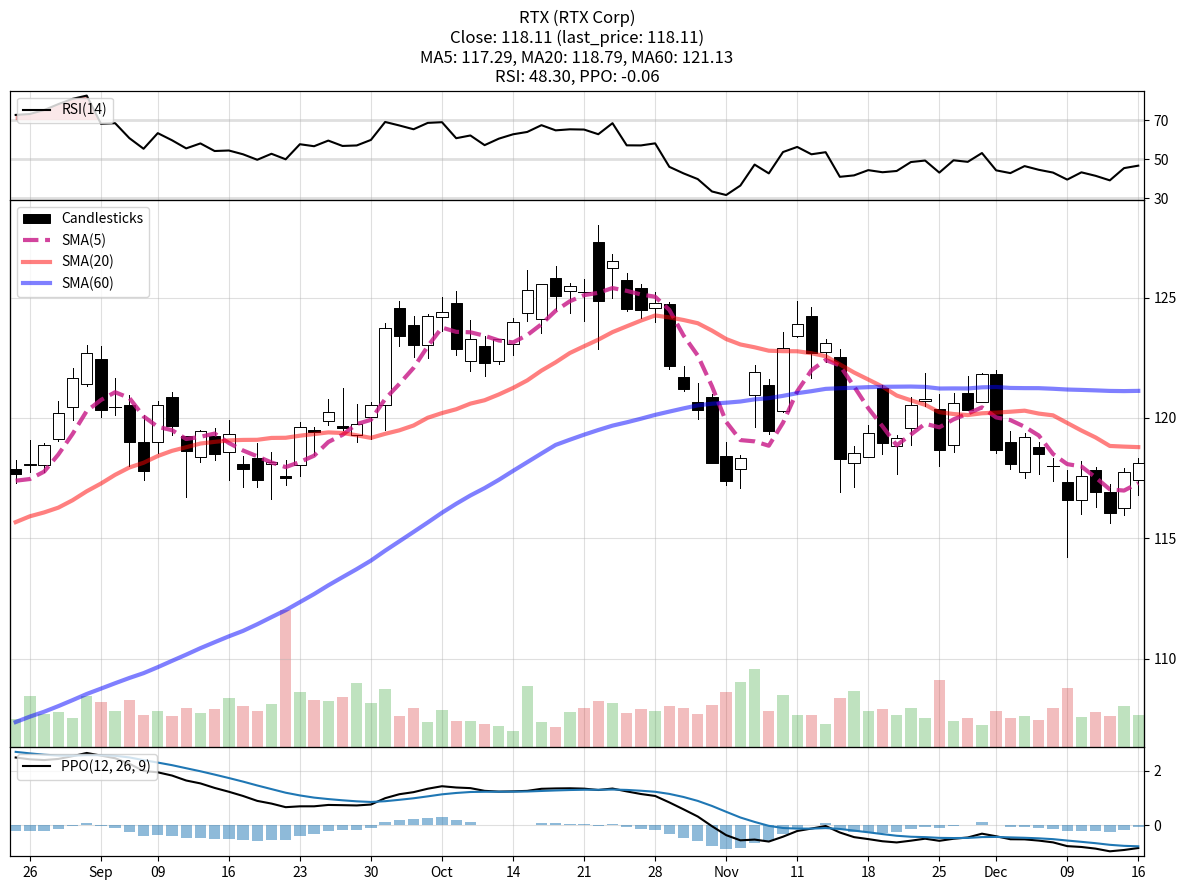 RTX (RTX Corp)
Close: 118.11 (last_price: 118.11)
MA5: 117.29, MA20: 118.79, MA60: 121.13
RSI: 48.30, PPO: -0.06
RSI(14)
70
50
30
Candlesticks
SMA(5)
SMA(20)
SMA(60)
125
120
115
110
PPO(12, 26, 9)
2
0
26 Sep 09 16 23 30 Oct 14 21 28 Nov 11 18 25 Dec 09 16